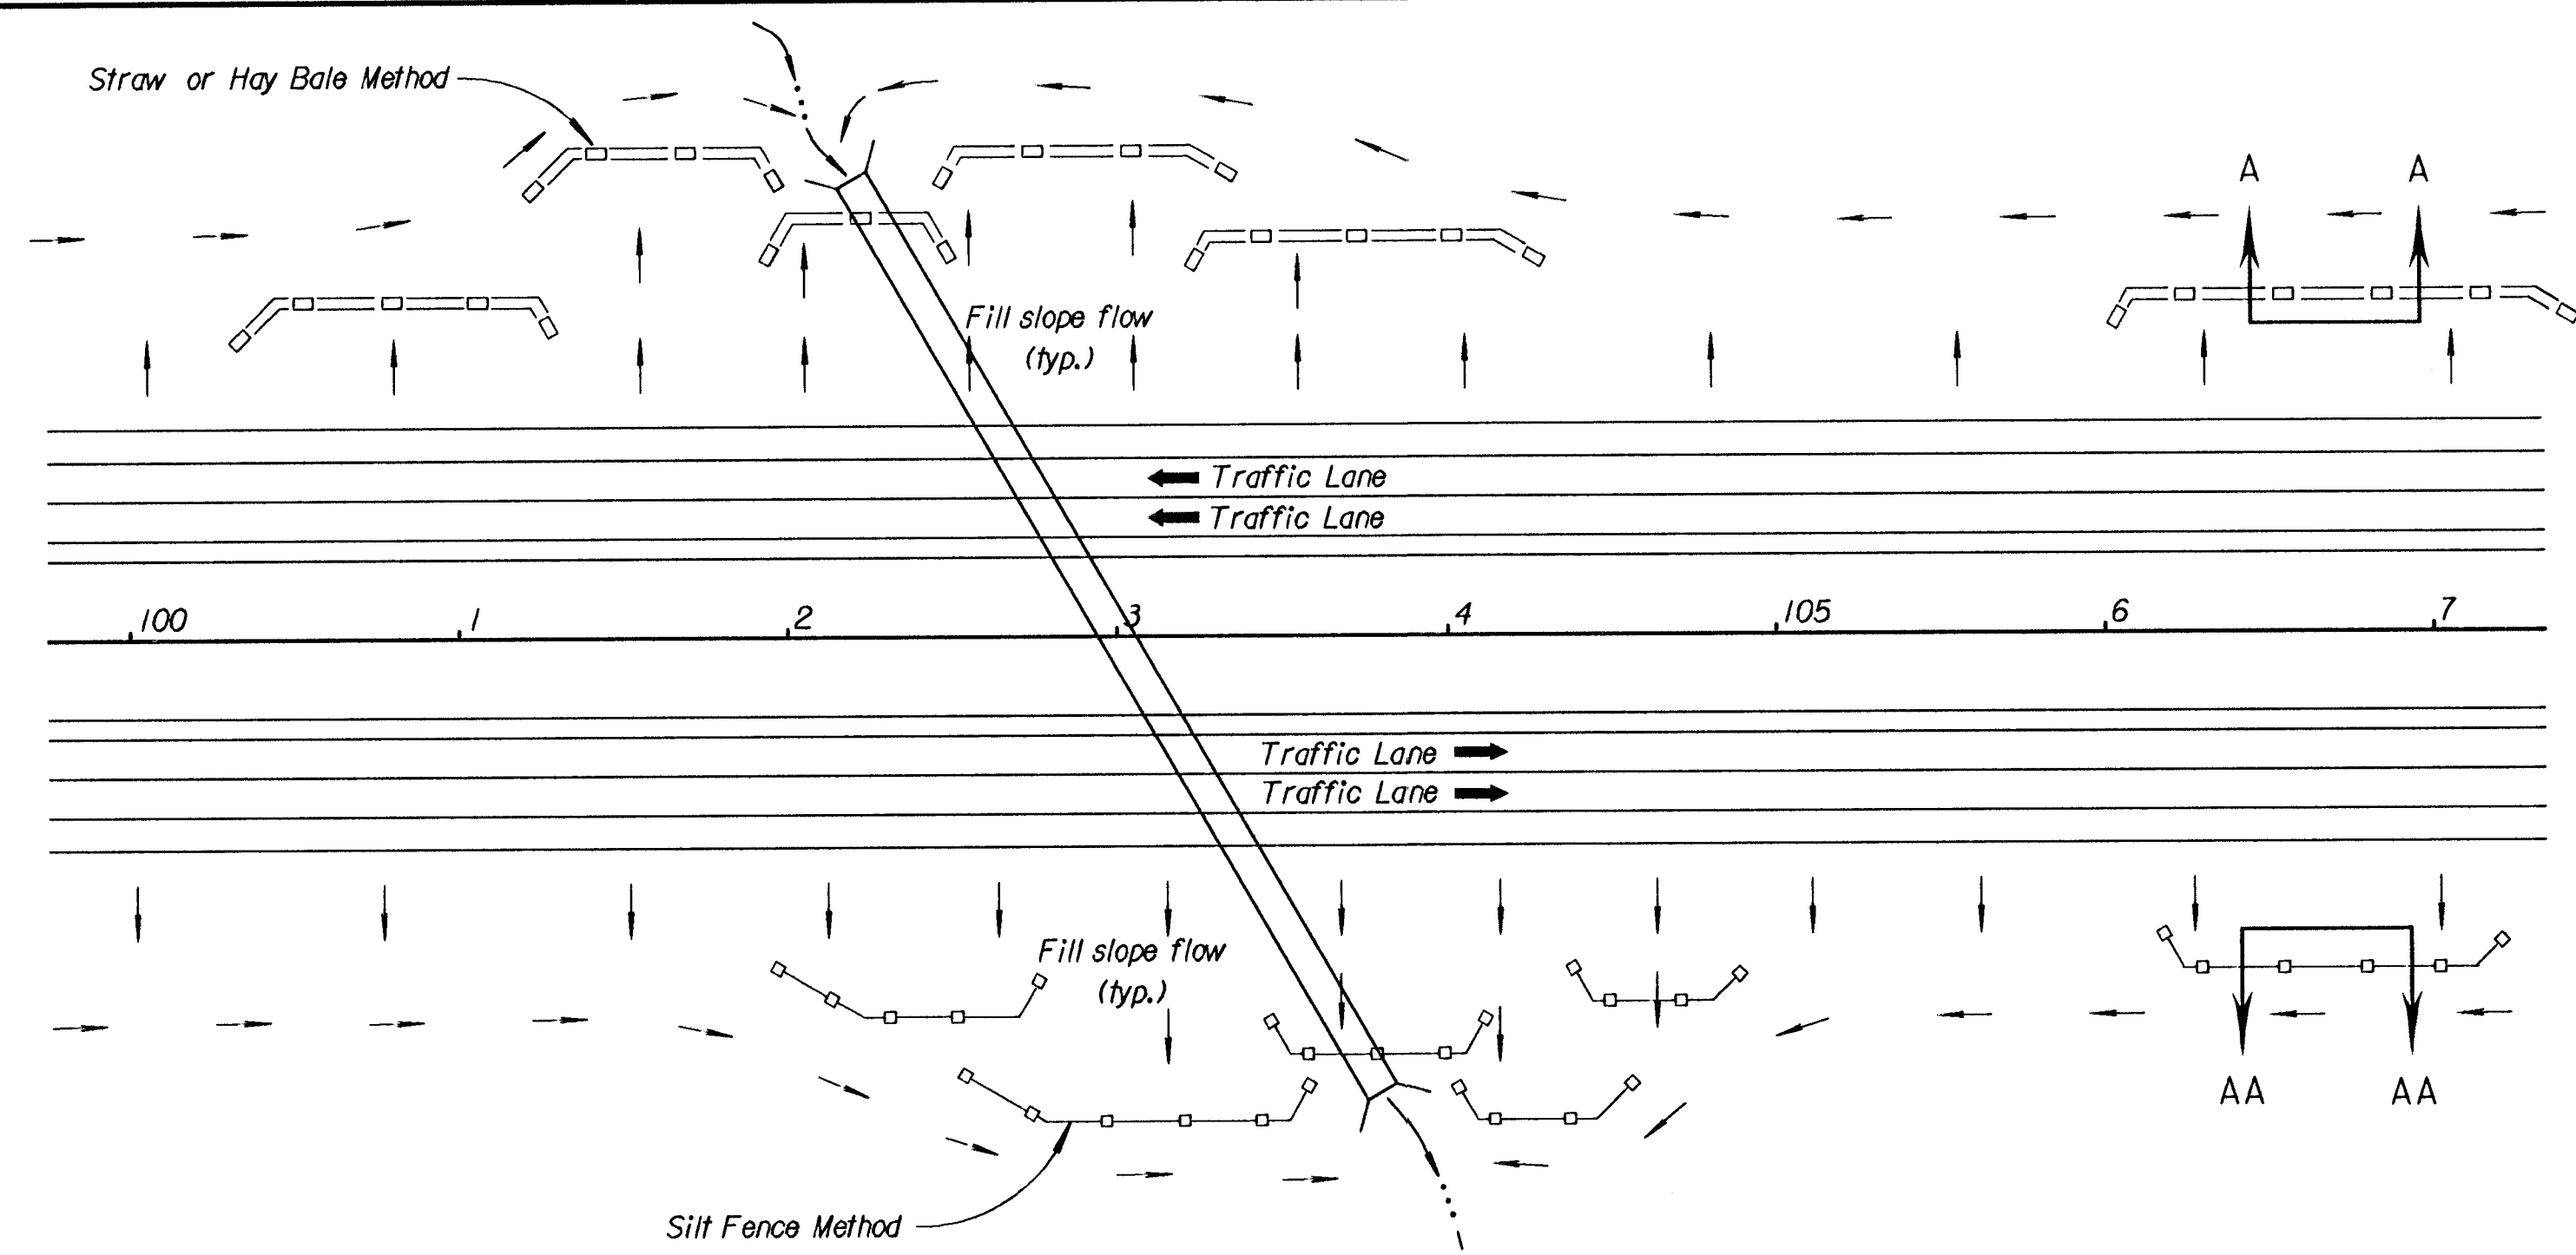 Straw or Hay Bale Method
A A
Fill slope flow
(typ.)
Traffic Lane
Traffic Lane
100 1 2 3 4 105 6 7
Traffic Lane
Traffic Lane
Fill slope flow
(typ.)
AA AA
Silt Fence Method